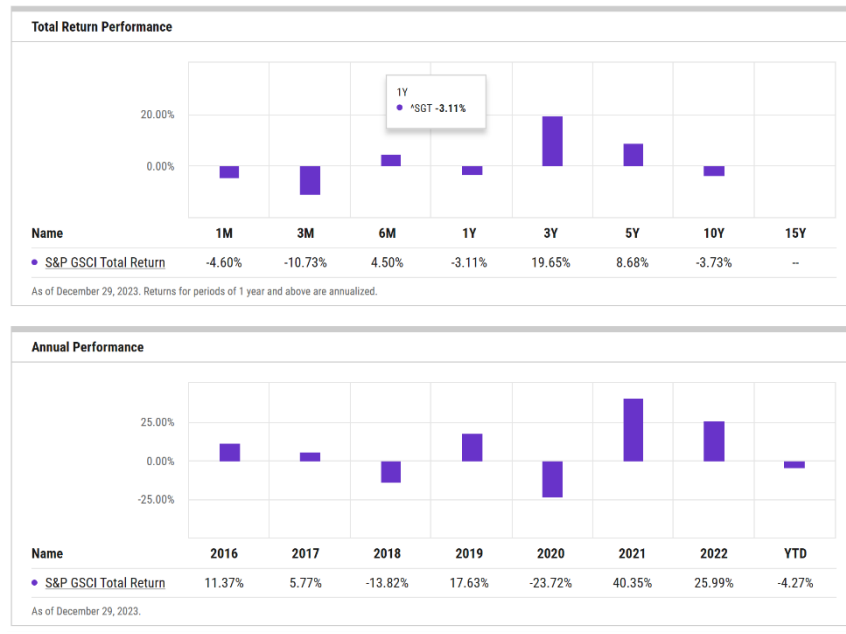 Total Return Performance
1Y
^SGT -3.11%
20.00%
0.00%
Name 1M 3M 6M 1Y 3Y 5Y 10Y 15Y
S&P GSCI Total Return -4.60% -10.73% 4.50% -3.11% 19.65% 8.68% -3.73% --
As of December 29, 2023. Returns for periods of 1 year and above are annualized.
Annual Performance
25.00%
0.00%
-25.00%
Name 2016 2017 2018 2019 2020 2021 2022 YTD
S&P GSCI Total Return 11.37% 5.77% -13.82% 17.63% -23.72% 40.35% 25.99% -4.27%
As of December 29, 2023.